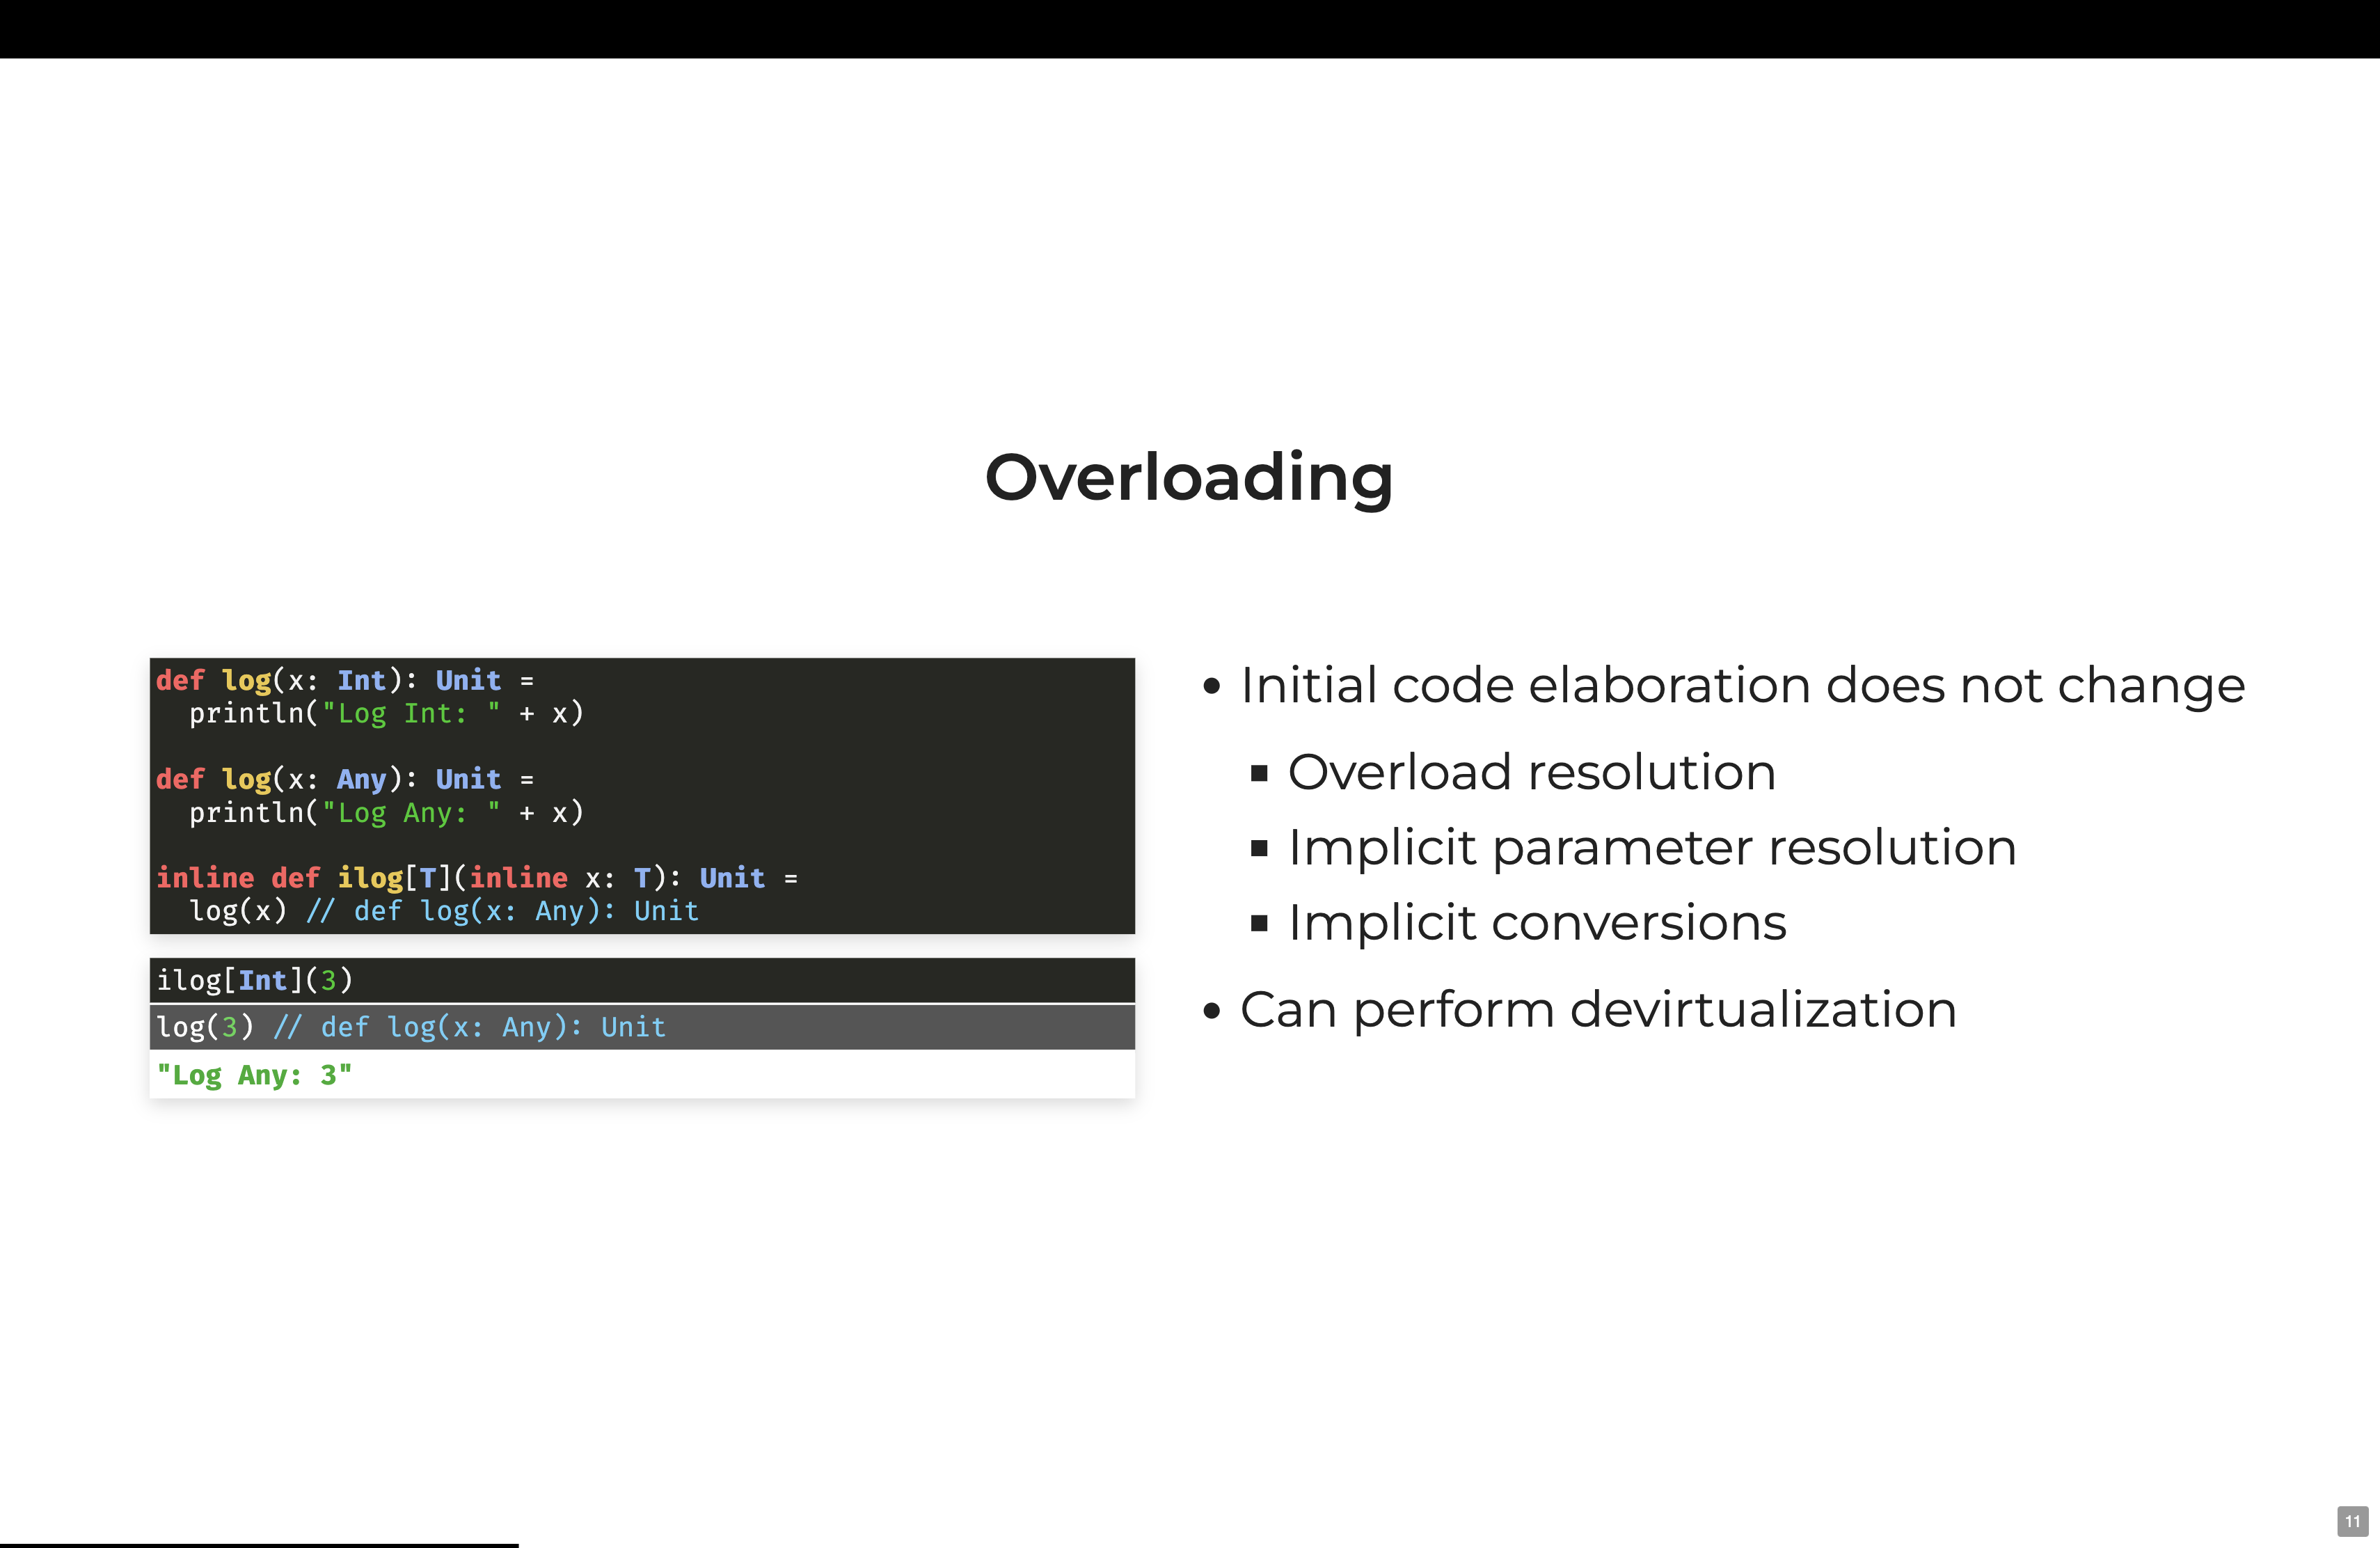 Overloading
def log(x: Int): Unit =
  println("Log Int: " + x)
def log(x: Any): Unit =
  println("Log Any: " + x)
inline def ilog[T](inline x: T): Unit =
  log(x) // def log(x: Any): Unit
ilog[Int](3)
log(3) // def log(x: Any): Unit
"Log Any: 3"
• Initial code elaboration does not change
▪ Overload resolution
▪ Implicit parameter resolution
▪ Implicit conversions
• Can perform devirtualization
11